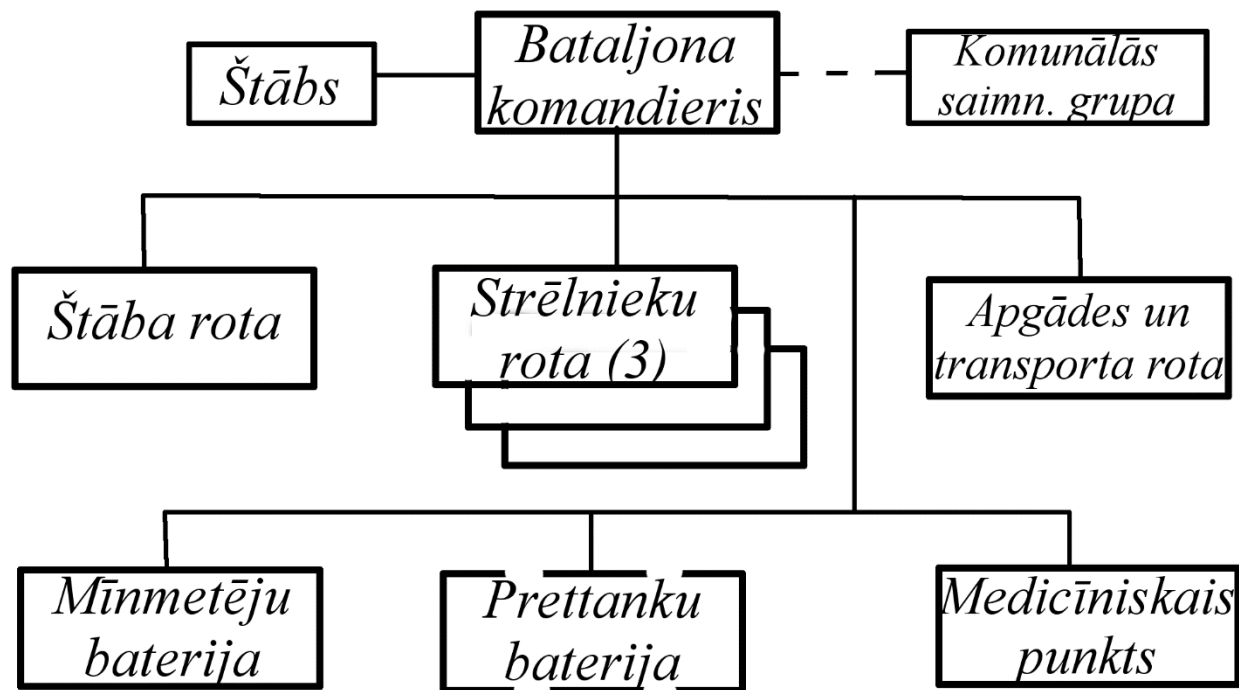 Štābs
Bataljona
komandieris
Komunālās
saimn. grupa
Štāba rota
Strēlnieku
rota (3)
Apgādes un
transporta rota
Mīnmetēju
baterija
Prettanku
baterija
Medicīniskais
punkts